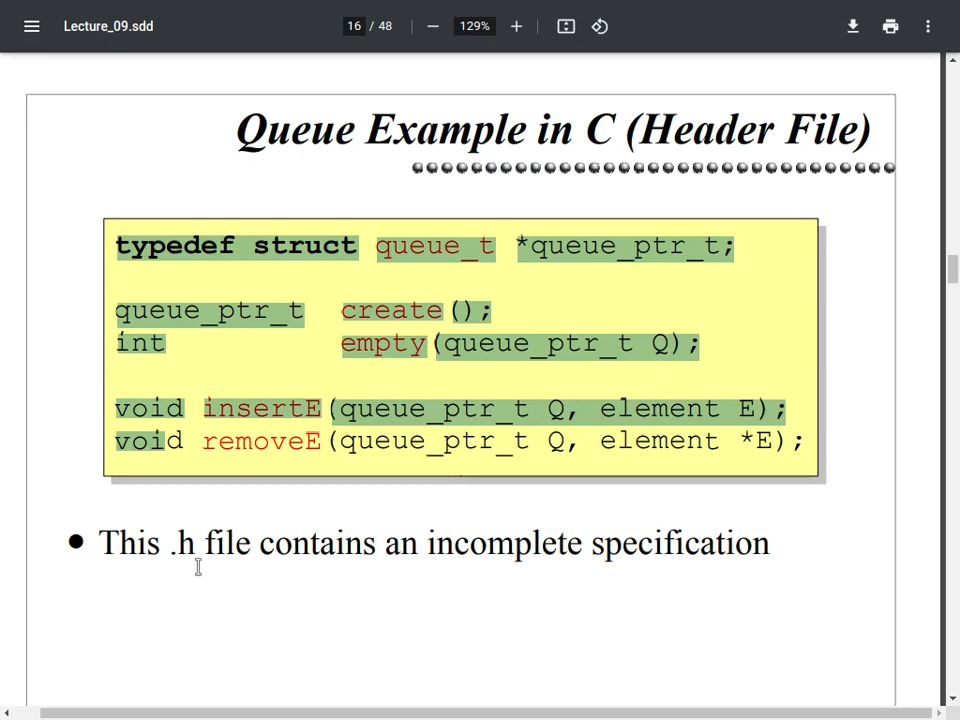 Lecture_09.sdd
16 / 48
129%
Queue Example in C (Header File)
typedef struct queue_t *queue_ptr_t;
queue_ptr_t create();
int empty(queue_ptr_t Q);
void insertE(queue_ptr_t Q, element E);
void removeE(queue_ptr_t Q, element *E);
• This .h file contains an incomplete specification